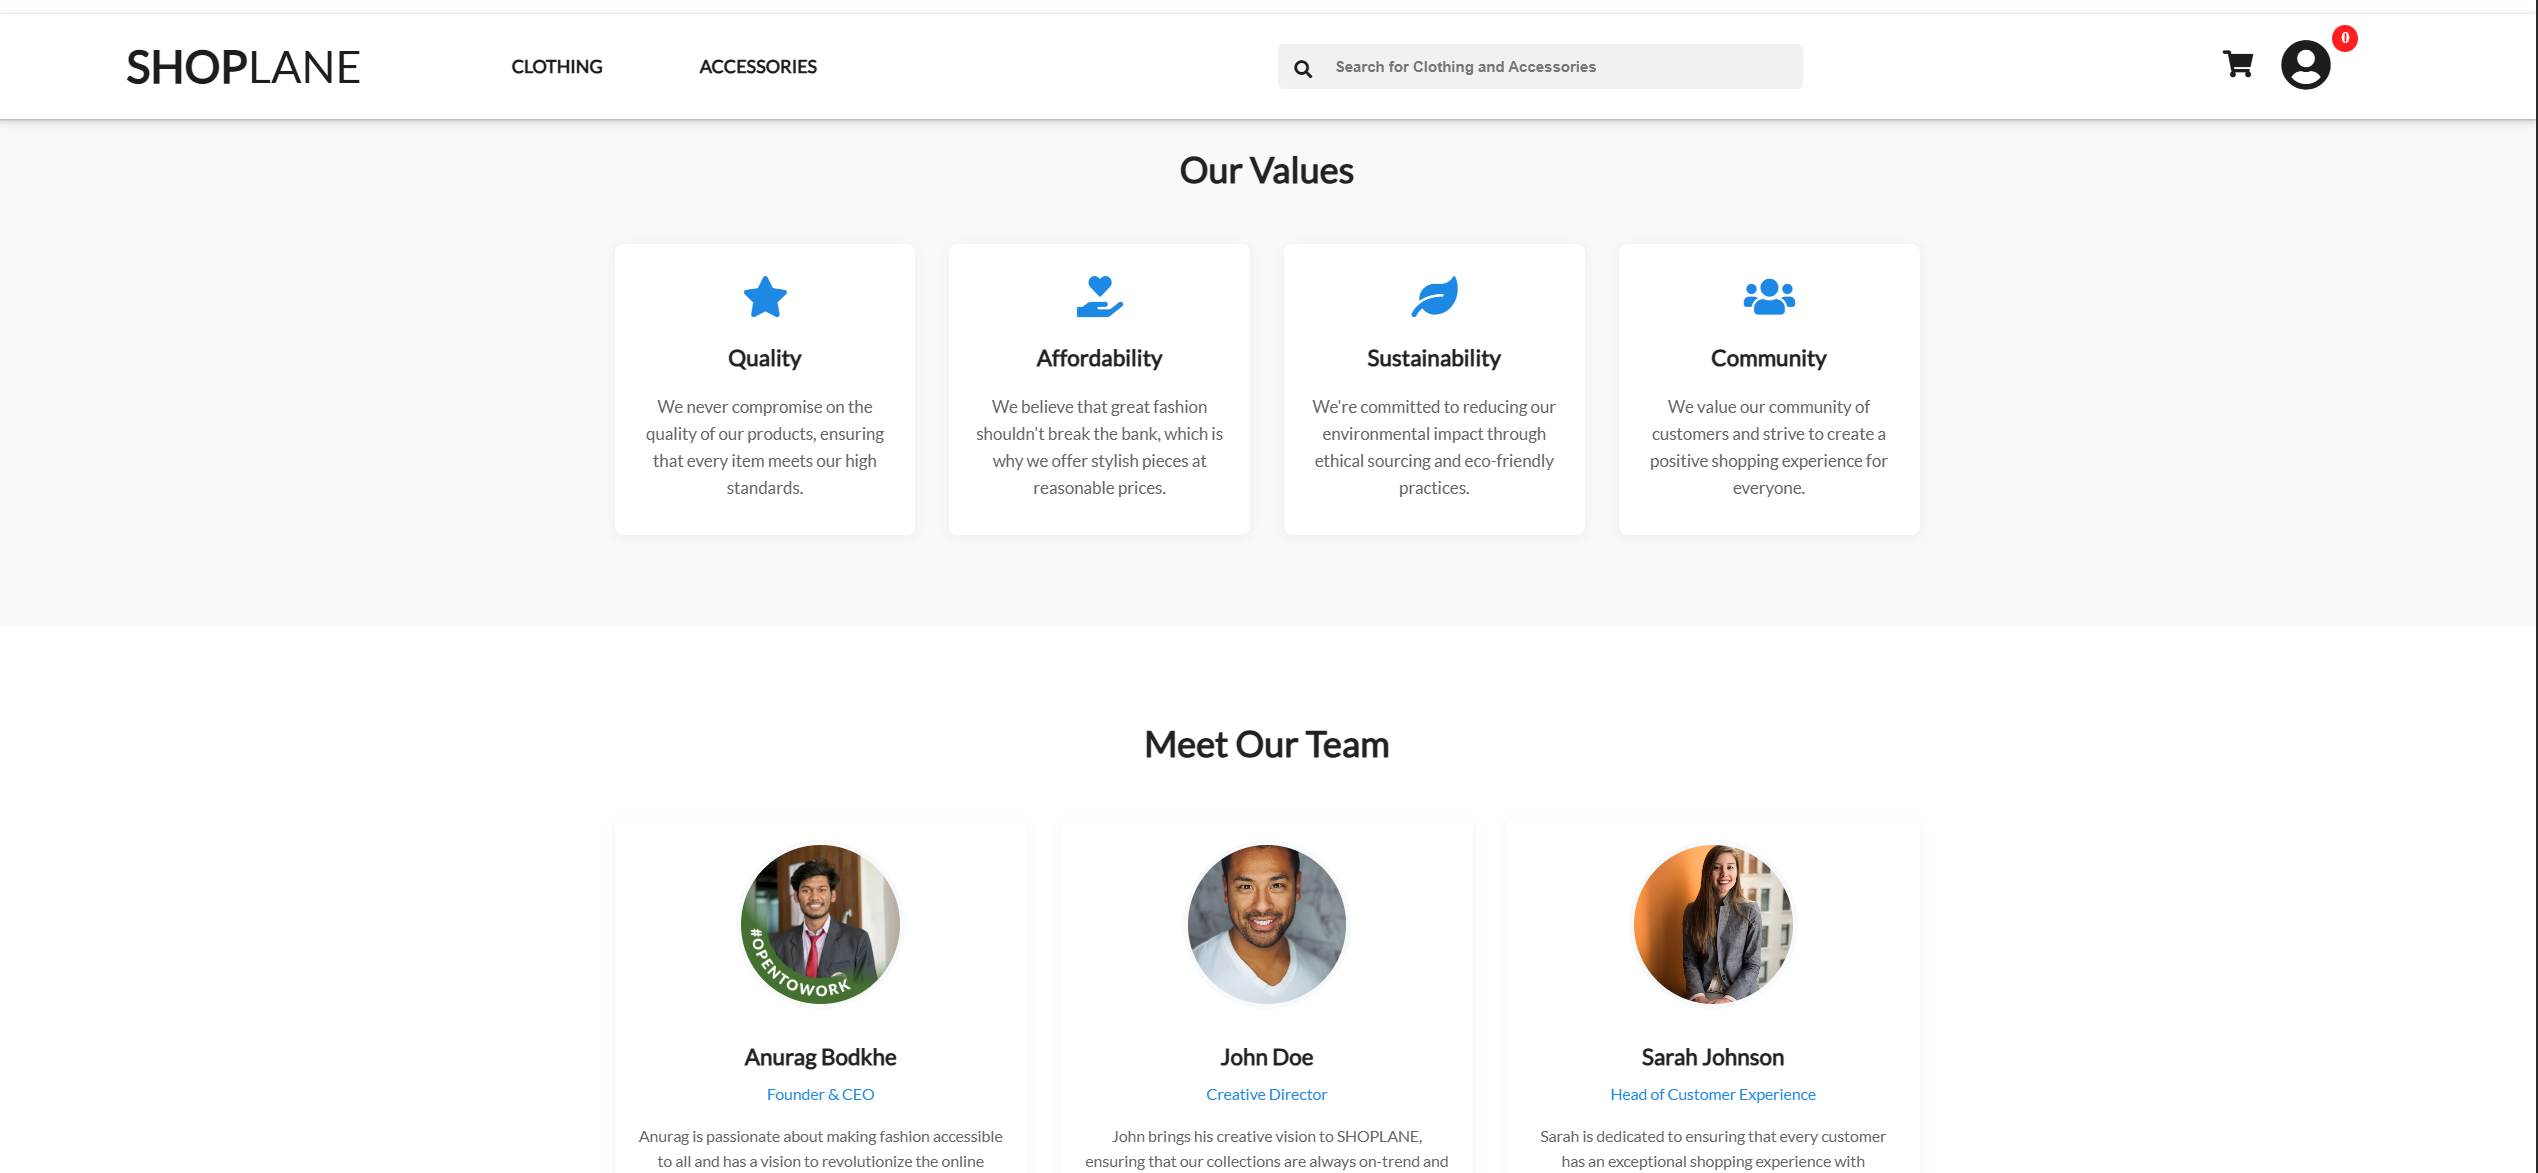 SHOPLANE CLOTHING ACCESSORIES Search for Clothing and Accessories 0
Our Values
Quality Affordability Sustainability Community
We never compromise on the
quality of our products, ensuring
that every item meets our high
standards.
We believe that great fashion
shouldn't break the bank, which is
why we offer stylish pieces at
reasonable prices.
We're committed to reducing our
environmental impact through
ethical sourcing and eco-friendly
practices.
We value our community of
customers and strive to create a
positive shopping experience for
everyone.
Meet Our Team
#OPENTOWORK
Anurag Bodkhe
Founder & CEO
Anurag is passionate about making fashion accessible
to all and has a vision to revolutionize the online
John Doe
Creative Director
John brings his creative vision to SHOPLANE,
ensuring that our collections are always on-trend and
Sarah Johnson
Head of Customer Experience
Sarah is dedicated to ensuring that every customer
has an exceptional shopping experience with